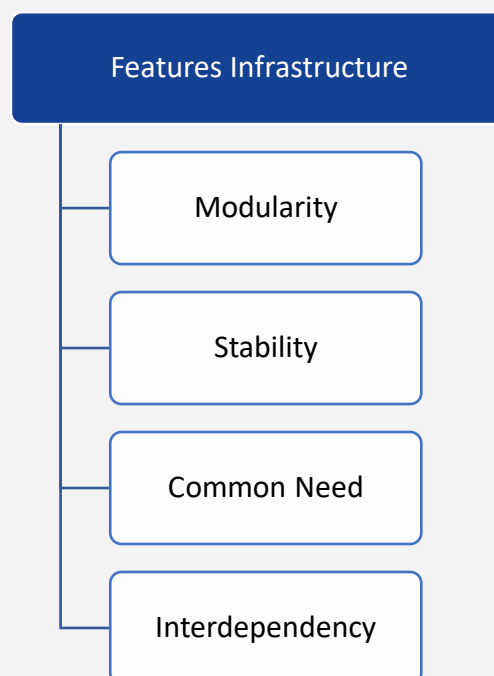 Features Infrastructure
Modularity
Stability
Common Need
Interdependency